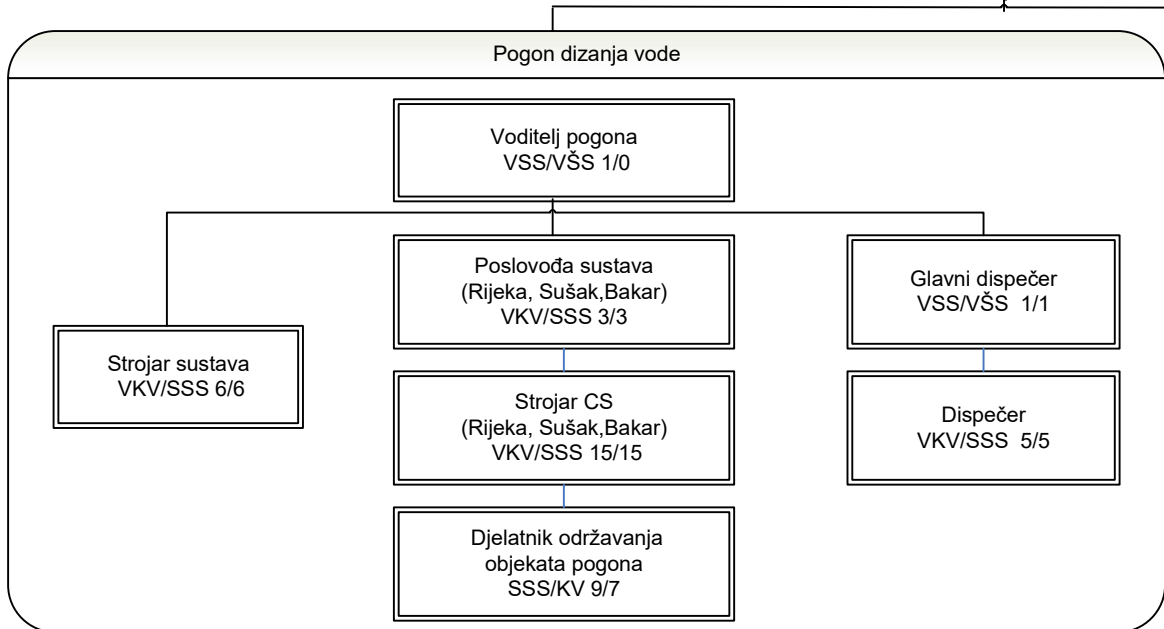 Pogon dizanja vode
Voditelj pogona
VSS/VŠS 1/0
Strojar sustava
VKV/SSS 6/6
Poslovođa sustava
(Rijeka, Sušak,Bakar)
VKV/SSS 3/3
Strojar CS
(Rijeka, Sušak,Bakar)
VKV/SSS 15/15
Djelatnik održavanja
objekata pogona
SSS/KV 9/7
Glavni dispečer
VSS/VŠS 1/1
Dispečer
VKV/SSS 5/5